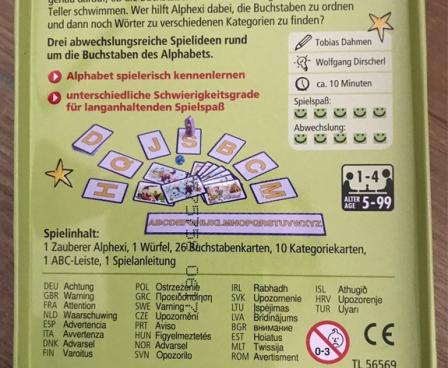 Teller schwimmen. Wer hilft Alphexi dabei, die Buchstaben zu ordnen
und dann noch Wörter zu verschiedenen Kategorien zu finden?
Drei abwechslungsreiche Spielideen rund
um die Buchstaben des Alphabets.
Alphabet spielerisch kennenlernen
unterschiedliche Schwierigkeitsgrade
für langanhaltenden Spielspaß
Tobias Dahmen
Wolfgang Dirscherl
ca. 10 Minuten
Spielspaß:
Abwechslung:
D J S B
O C
H M
1-4
ALTER
AGE 5-99
Spielinhalt:
1 Zauberer Alphexi, 1 Würfel, 26 Buchstabenkarten, 10 Kategoriekarten,
1 ABC-Leiste, 1 Spielanleitung
DEU Achtung
GBR Warning
FRA Attention
NLD Waarschuwing
ESP Advertencia
ITA Avvertenza
DNK Advarsel
FIN Varoitus
POL Ostrzeżenie
GRC Προειδοποίηση
SWE Varning
CZE Upozornění
PRT Aviso
HUN Figyelmeztetés
NOR Advarsel
SVN Opozorilo
IRL Rabhadh
SVK Upozornenie
LTU Įspėjimas
LVA Brīdinājums
BGR внимание
EST Hoiatus
MLT Twissija
ROM Avertisment
ISL Athugið
HRV Upozorenje
TUR Uyarı
0-3
CE
TL 56569